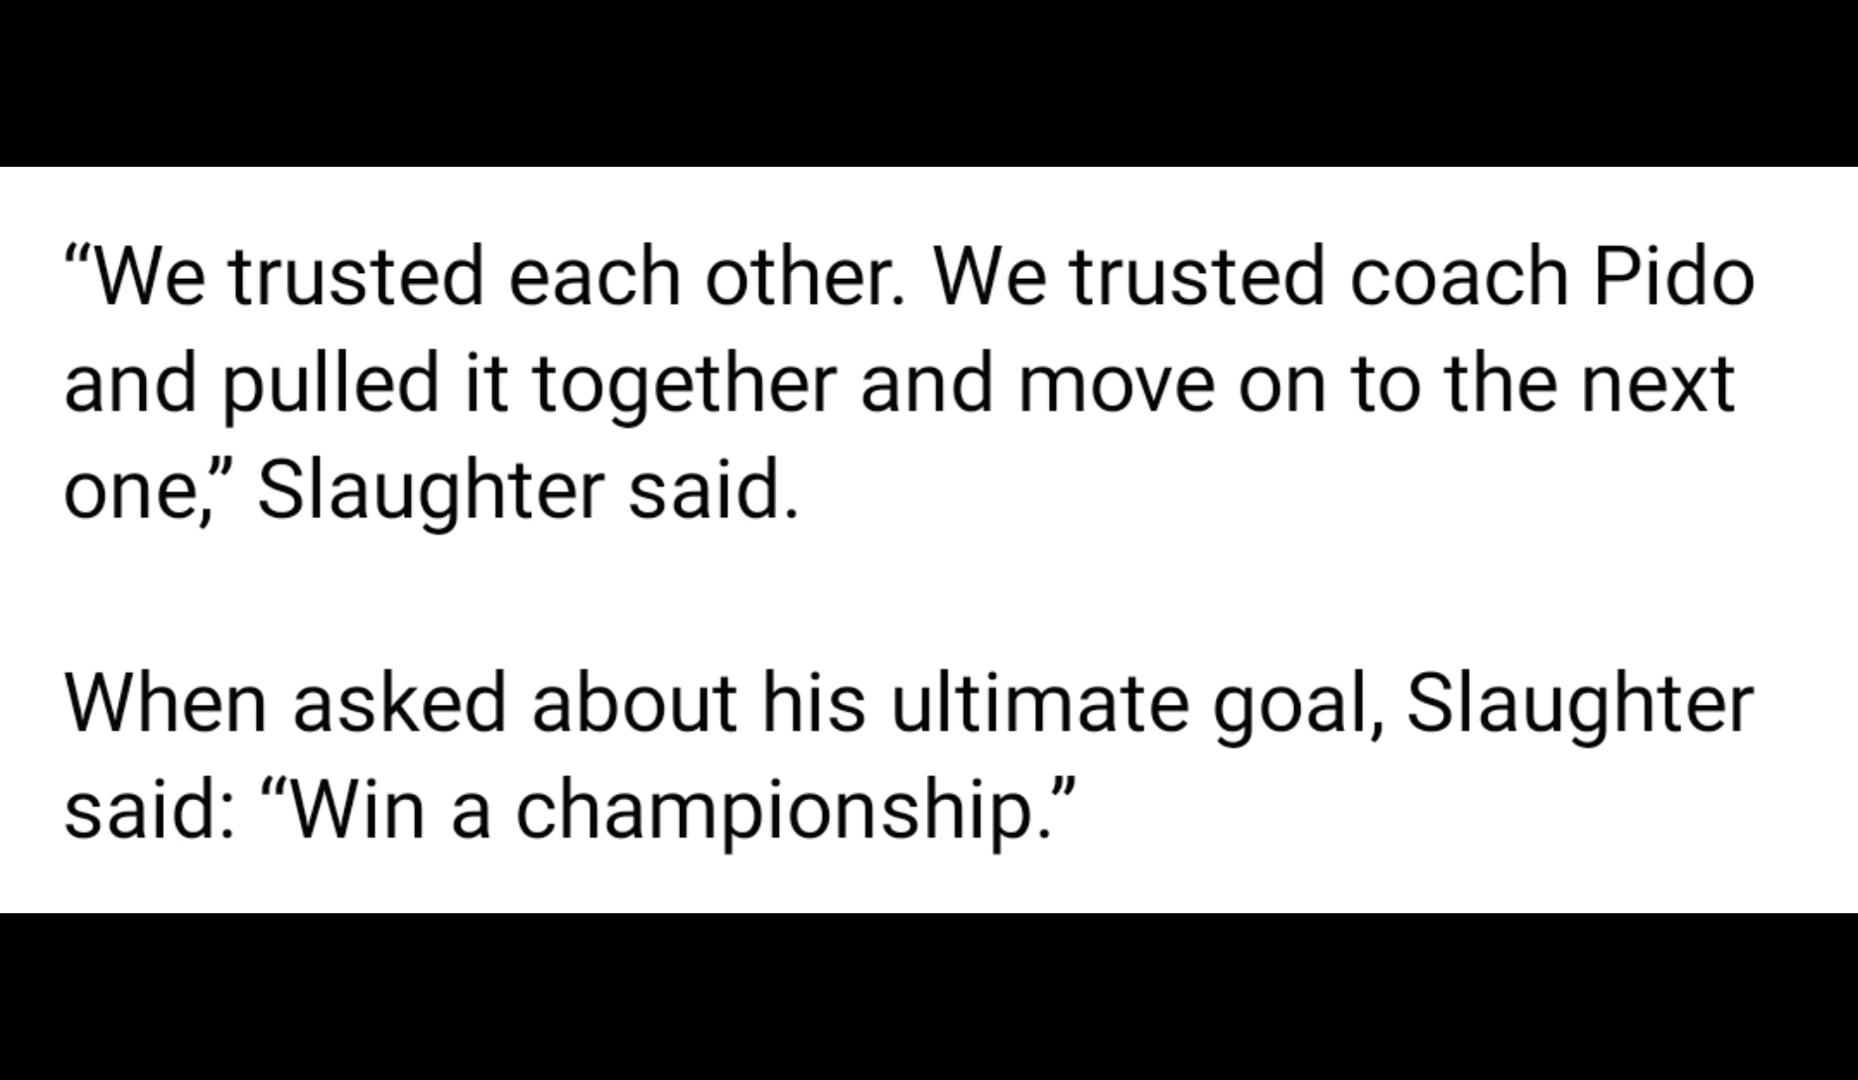 “We trusted each other. We trusted coach Pido
and pulled it together and move on to the next
one,” Slaughter said.
When asked about his ultimate goal, Slaughter
said: “Win a championship.”